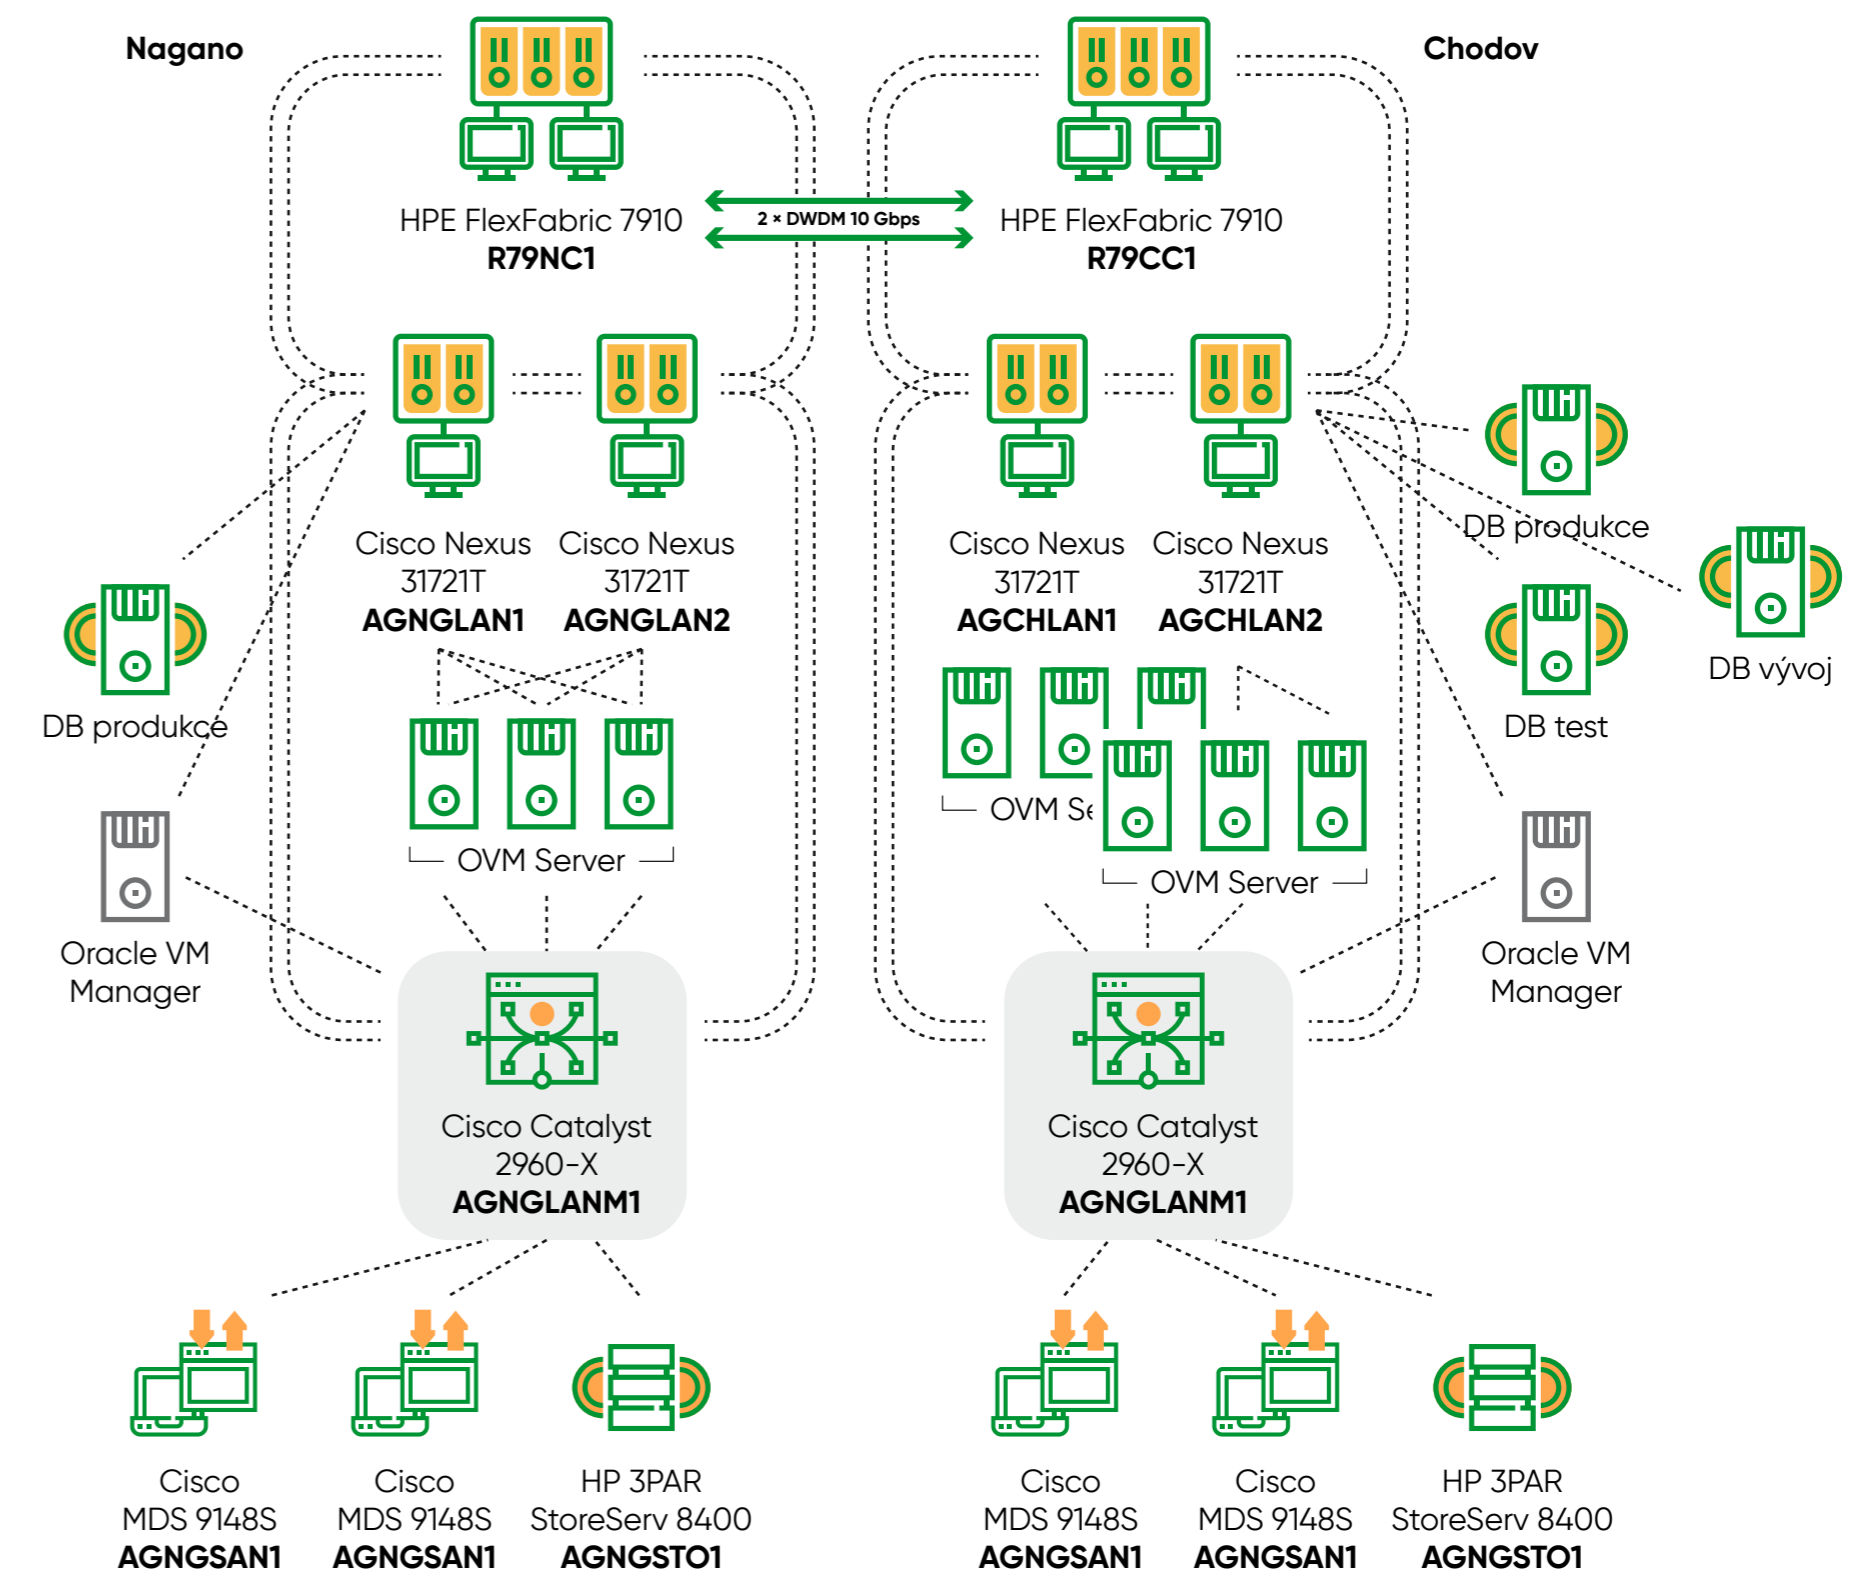 Nagano
Chodov
HPE FlexFabric 7910
R79NC1
2 × DWDM 10 Gbps
HPE FlexFabric 7910
R79CC1
Cisco Nexus
31721T
AGNGLAN1
Cisco Nexus
31721T
AGNGLAN2
Cisco Nexus
31721T
AGCHLAN1
Cisco Nexus
31721T
AGCHLAN2
DB produkce
DB produkce
DB vývoj
DB test
OVM Server
OVM Se
OVM Server
Oracle VM
Manager
Oracle VM
Manager
Cisco Catalyst
2960-X
AGNGLANM1
Cisco Catalyst
2960-X
AGNGLANM1
Cisco
MDS 9148S
AGNGSAN1
Cisco
MDS 9148S
AGNGSAN1
HP 3PAR
StoreServ 8400
AGNGSTO1
Cisco
MDS 9148S
AGNGSAN1
Cisco
MDS 9148S
AGNGSAN1
HP 3PAR
StoreServ 8400
AGNGSTO1